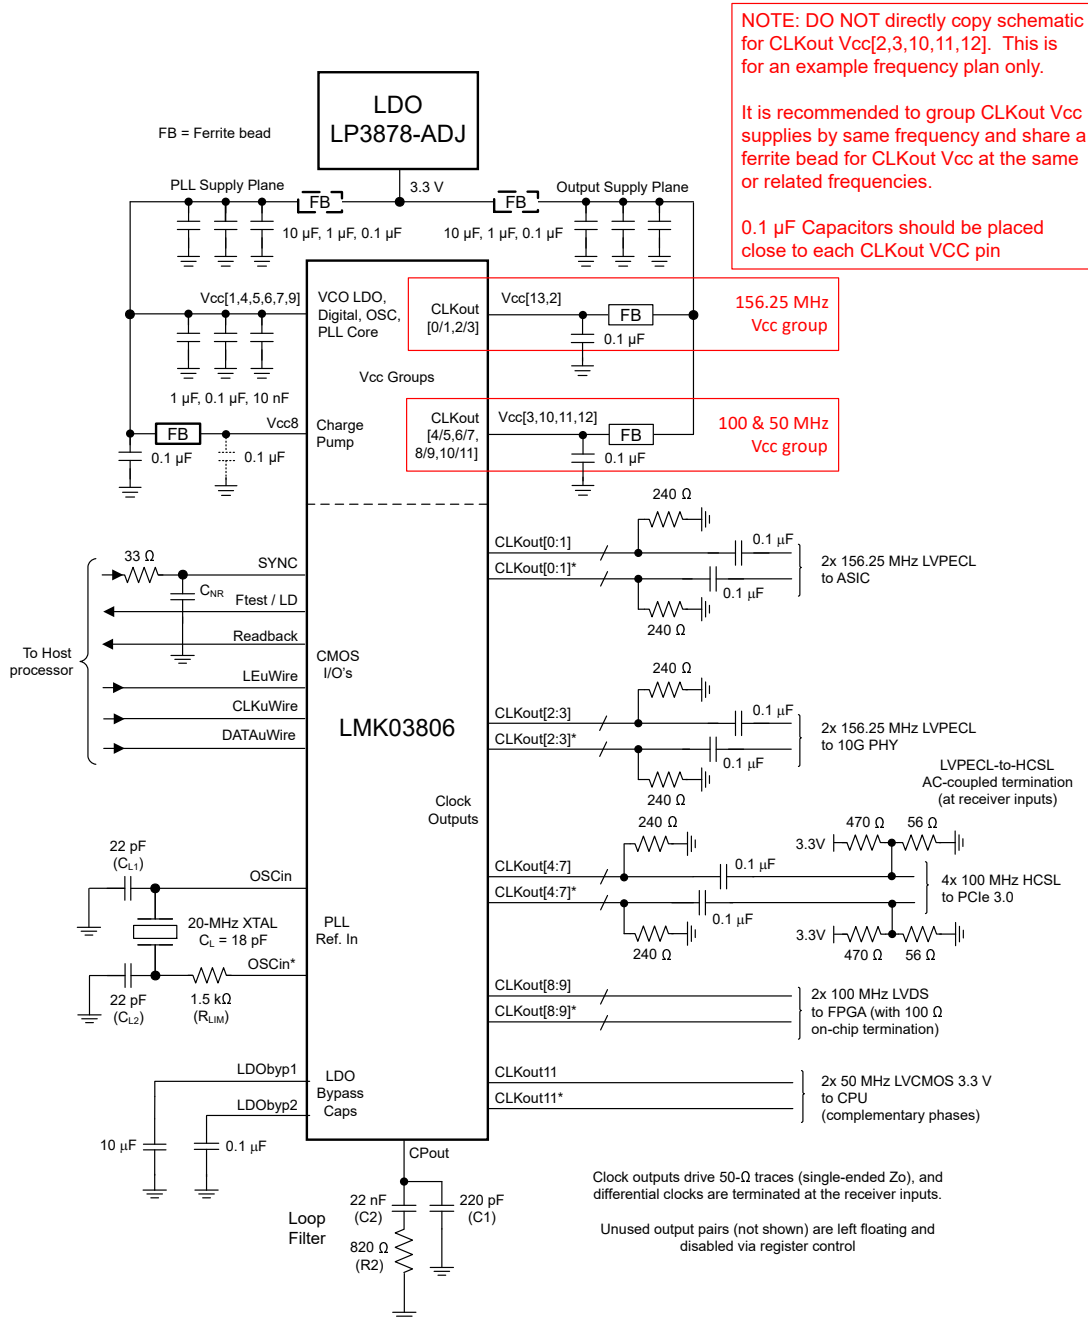 NOTE: DO NOT directly copy schematic
for CLKout Vcc[2,3,10,11,12].  This is
for an example frequency plan only.
It is recommended to group CLKout Vcc
supplies by same frequency and share a
ferrite bead for CLKout Vcc at the same
or related frequencies.
0.1 µF Capacitors should be placed
close to each CLKout VCC pin
LDO
LP3878-ADJ
FB = Ferrite bead
3.3 V
PLL Supply Plane
FB
FB
Output Supply Plane
10 µF, 1 µF, 0.1 µF
10 µF, 1 µF, 0.1 µF
Vcc[1,4,5,6,7,9]
VCO LDO,
Digital, OSC,
PLL Core
1 µF, 0.1 µF, 10 nF
CLKout
[0/1,2/3]
Vcc[13,2]
FB
0.1 µF
156.25 MHz
Vcc group
Vcc Groups
Vcc8
FB
0.1 µF
0.1 µF
Charge
Pump
CLKout
[4/5,6/7,
8/9,10/11]
Vcc[3,10,11,12]
FB
0.1 µF
100 & 50 MHz
Vcc group
To Host
processor
33 Ω
SYNC
CNR
Ftest / LD
Readback
LEuWire
CLKuWire
DATAuWire
CMOS
I/O's
LMK03806
Clock
Outputs
240 Ω
CLKout[0:1]
0.1 µF
CLKout[0:1]*
0.1 µF
240 Ω
2x 156.25 MHz LVPECL
to ASIC
240 Ω
CLKout[2:3]
0.1 µF
CLKout[2:3]*
0.1 µF
240 Ω
2x 156.25 MHz LVPECL
to 10G PHY
LVPECL-to-HCSL
AC-coupled termination
(at receiver inputs)
240 Ω
CLKout[4:7]
0.1 µF
CLKout[4:7]*
0.1 µF
240 Ω
3.3V
470 Ω
56 Ω
3.3V
470 Ω
56 Ω
4x 100 MHz HCSL
to PCIe 3.0
22 pF
(CL1)
OSCin
20-MHz XTAL
CL = 18 pF
PLL
Ref. In
OSCin*
22 pF
(CL2)
1.5 kΩ
(RLIM)
CLKout[8:9]
CLKout[8:9]*
2x 100 MHz LVDS
to FPGA (with 100 Ω
on-chip termination)
LDObyp1
LDObyp2
LDO
Bypass
Caps
10 µF
0.1 µF
CLKout11
CLKout11*
2x 50 MHz LVCMOS 3.3 V
to CPU
(complementary phases)
CPout
Loop
Filter
22 nF
(C2)
220 pF
(C1)
820 Ω
(R2)
Clock outputs drive 50-Ω traces (single-ended Zo), and
differential clocks are terminated at the receiver inputs.
Unused output pairs (not shown) are left floating and
disabled via register control